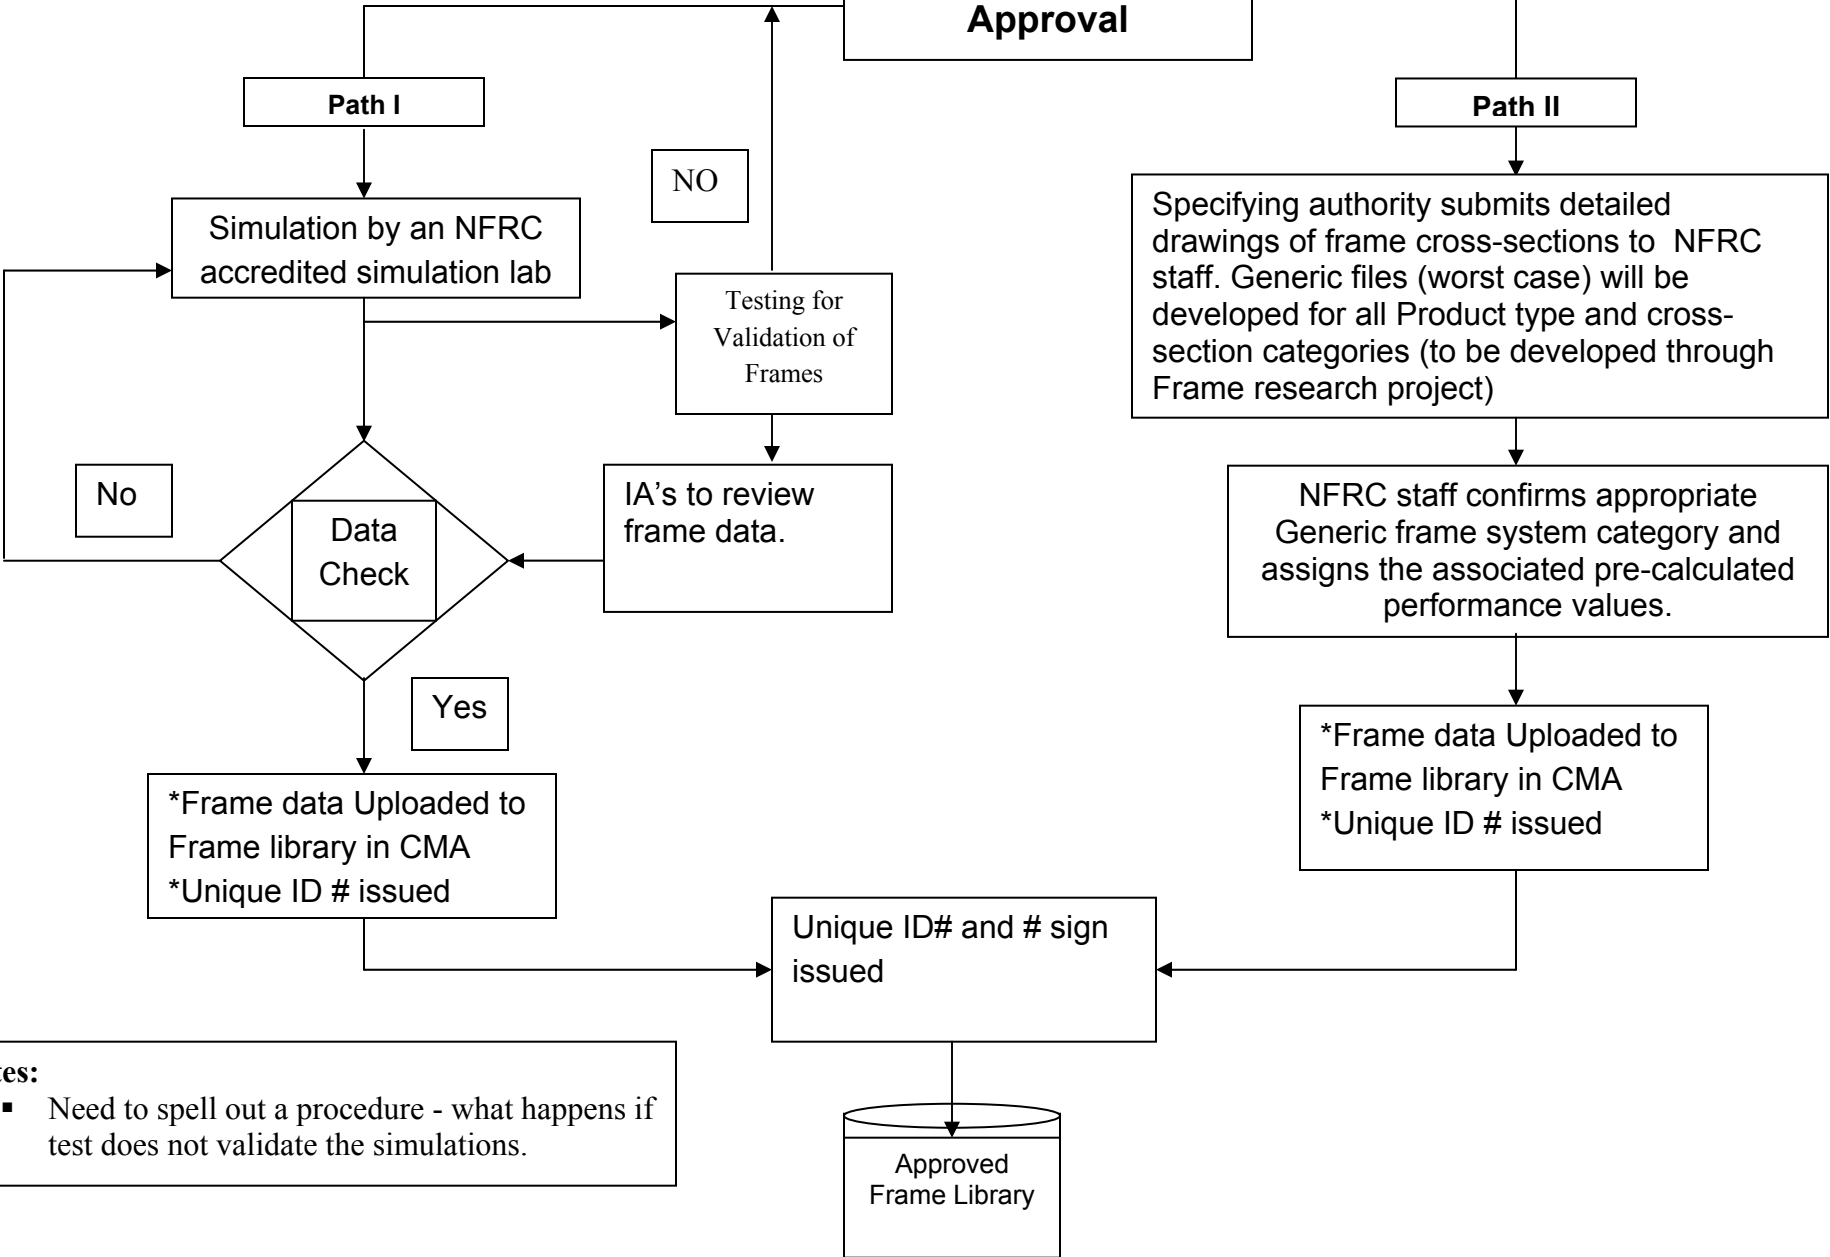 Approval
Path I
Path II
NO
Simulation by an NFRC
accredited simulation lab
Testing for
Validation of
Frames
Specifying authority submits detailed
drawings of frame cross-sections to NFRC
staff. Generic files (worst case) will be
developed for all Product type and cross-
section categories (to be developed through
Frame research project)
No
Data
Check
IA's to review
frame data.
NFRC staff confirms appropriate
Generic frame system category and
assigns the associated pre-calculated
performance values.
Yes
*Frame data Uploaded to
Frame library in CMA
*Unique ID # issued
*Frame data Uploaded to
Frame library in CMA
*Unique ID # issued
Unique ID# and # sign
issued
tes:
▪ Need to spell out a procedure - what happens if
test does not validate the simulations.
Approved
Frame Library